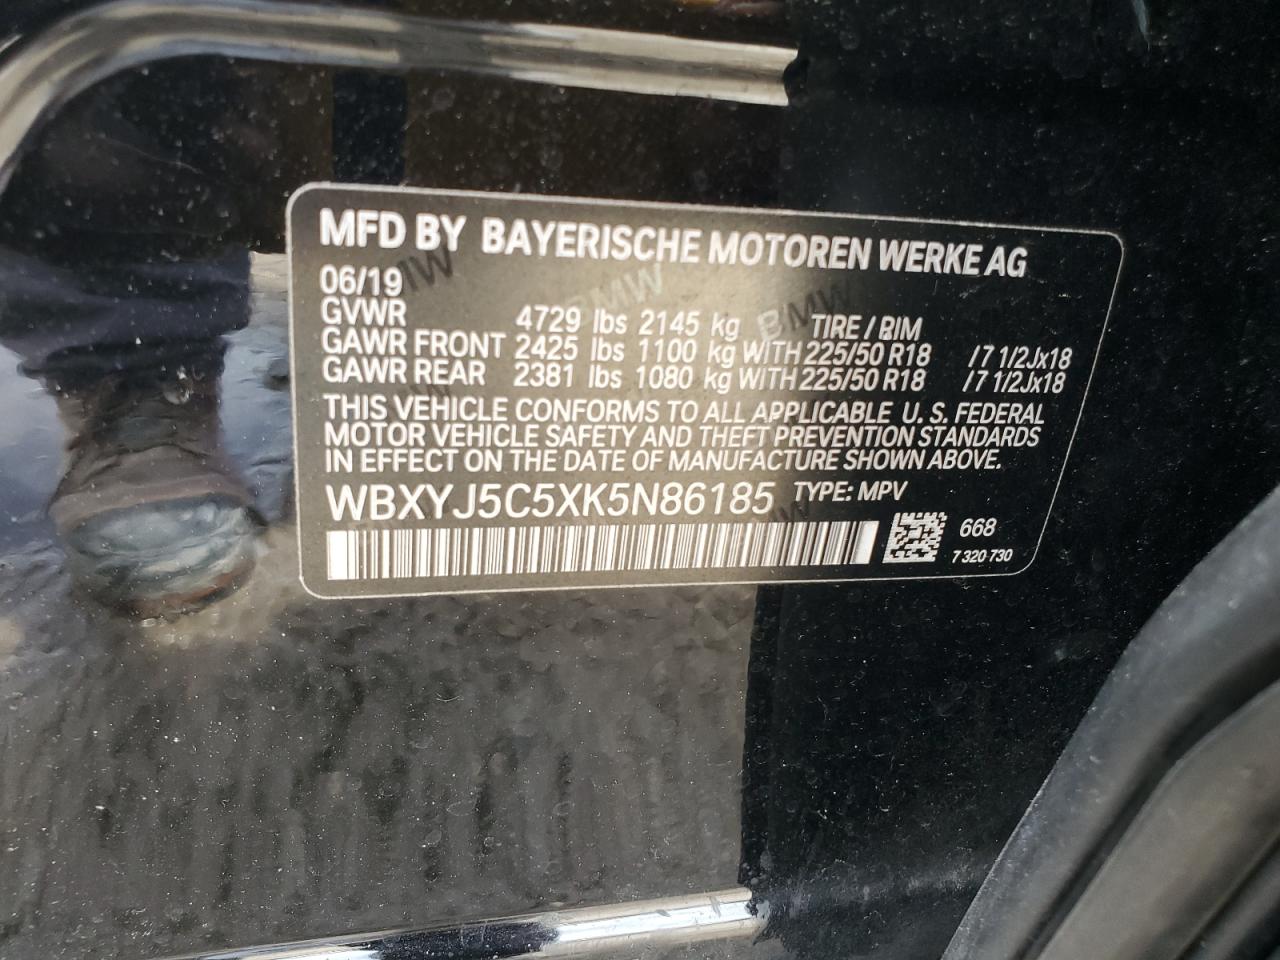 MFD BY BAYERISCHE MOTOREN WERKE AG
06/19
GVWR 4729 lbs 2145 kg TIRE / RIM
GAWR FRONT 2425 lbs 1100 kg WITH 225/50 R18 /7 1/2Jx18
GAWR REAR 2381 lbs 1080 kg WITH 225/50 R18 /7 1/2Jx18
THIS VEHICLE CONFORMS TO ALL APPLICABLE U.S. FEDERAL
MOTOR VEHICLE SAFETY AND THEFT PREVENTION STANDARDS
IN EFFECT ON THE DATE OF MANUFACTURE SHOWN ABOVE.
WBXYJ5C5XK5N86185 TYPE: MPV
668
7 320 730
BMW
BMW
BMW